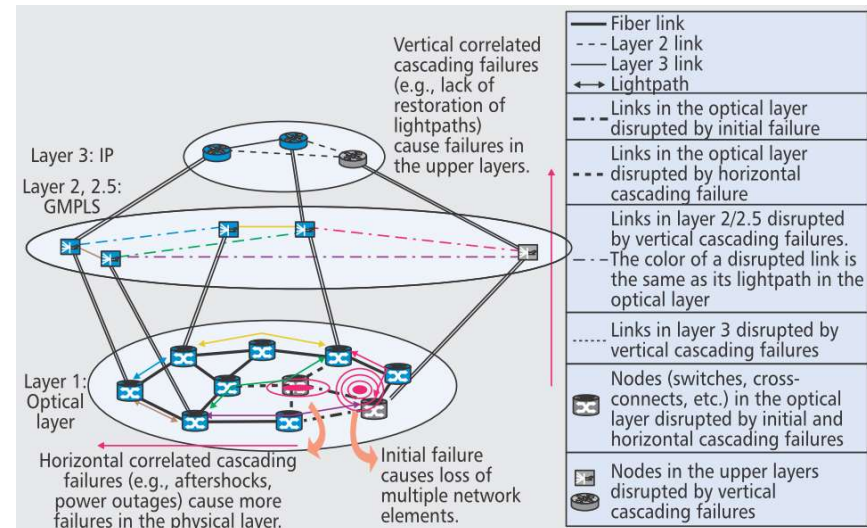 Vertical correlated
cascading failures
(e.g., lack of
restoration of
lightpaths)
cause failures in
the upper layers.
Layer 3: IP
Layer 2, 2.5:
GMPLS
Layer 1:
Optical
layer
Horizontal correlated cascading
failures (e.g., aftershocks,
power outages) cause more
failures in the physical layer.
Initial failure
causes loss of
multiple network
elements.
Fiber link
Layer 2 link
Layer 3 link
Lightpath
Links in the optical layer
disrupted by initial failure
Links in the optical layer
disrupted by horizontal
cascading failure
Links in layer 2/2.5 disrupted
by vertical cascading failures.
The color of a disrupted link is
the same as its lightpath in the
optical layer
Links in layer 3 disrupted by
vertical cascading failures
Nodes (switches, cross-
connects, etc.) in the optical
layer disrupted by initial and
horizontal cascading failures
Nodes in the upper layers
disrupted by vertical
cascading failures